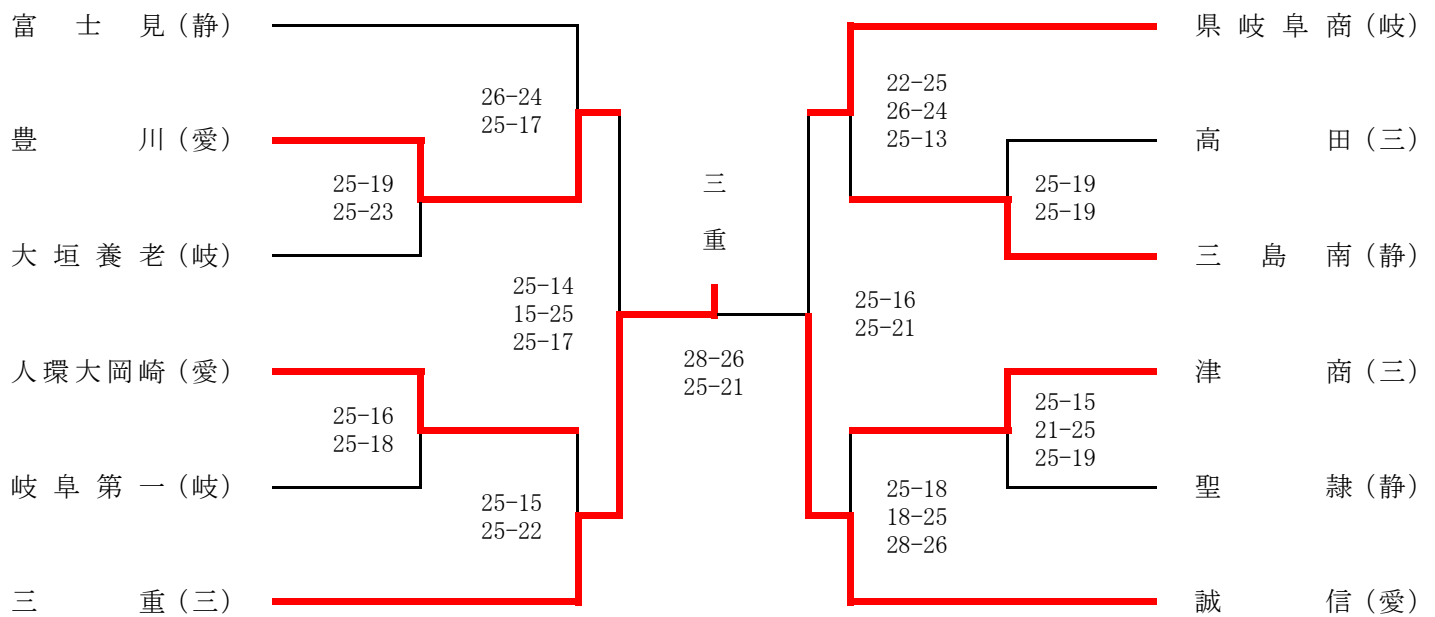 富士見（静）
豊川（愛）
大垣養老（岐）
人環大岡崎（愛）
岐阜第一（岐）
三重（三）
26-24
25-17
25-19
25-23
25-14
15-25
25-17
25-16
25-18
25-15
25-22
三
重
28-26
25-21
22-25
26-24
25-13
25-19
25-19
25-16
25-21
25-15
21-25
25-19
25-18
18-25
28-26
県岐阜商（岐）
高田（三）
三島南（静）
津商（三）
聖隷（静）
誠信（愛）